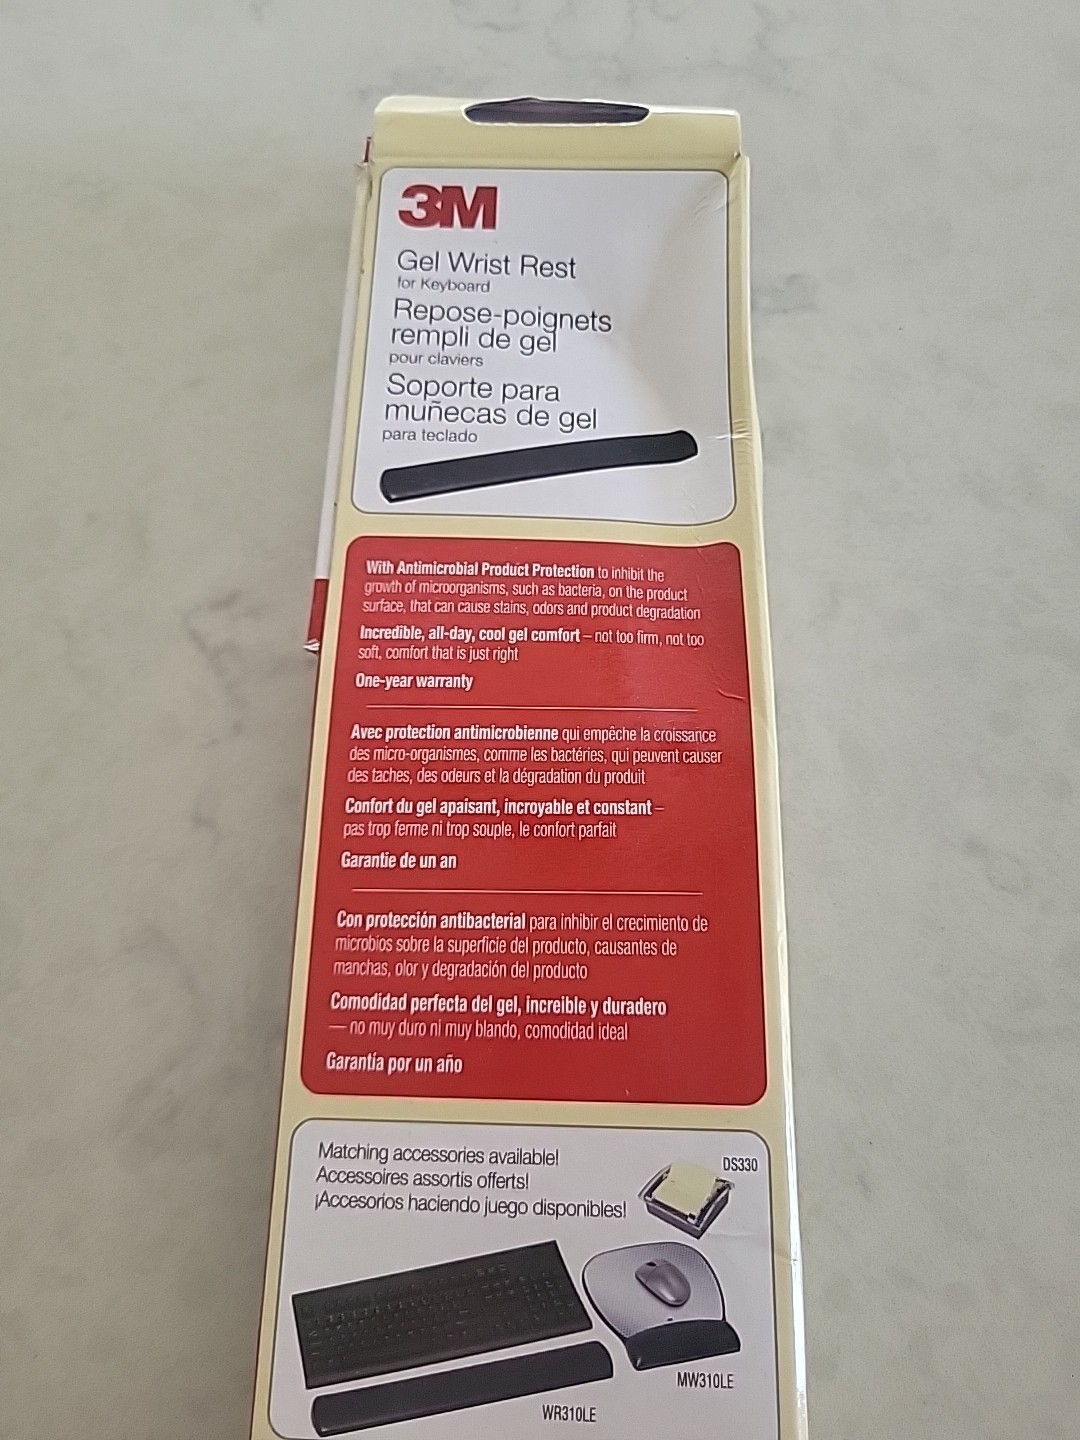 3M
Gel Wrist Rest
for Keyboard
Repose-poignets
rempli de gel
pour claviers
Soporte para
muñecas de gel
para teclado
With Antimicrobial Product Protection to inhibit the
growth of microorganisms, such as bacteria, on the product
surface, that can cause stains, odors and product degradation
Incredible, all-day, cool gel comfort – not too firm, not too
soft, comfort that is just right
One-year warranty
Avec protection antimicrobienne qui empêche la croissance
des micro-organismes, comme les bactéries, qui peuvent causer
des taches, des odeurs et la dégradation du produit
Confort du gel apaisant, incroyable et constant –
pas trop ferme ni trop souple, le confort parfait
Garantie de un an
Con protección antibacterial para inhibir el crecimiento de
microbios sobre la superficie del producto, causantes de
manchas, olor y degradación del producto
Comodidad perfecta del gel, increible y duradero
— no muy duro ni muy blando, comodidad ideal
Garantía por un año
Matching accessories available!
Accessoires assortis offerts!
¡Accesorios haciendo juego disponibles!
DS330
MW310LE
WR310LE